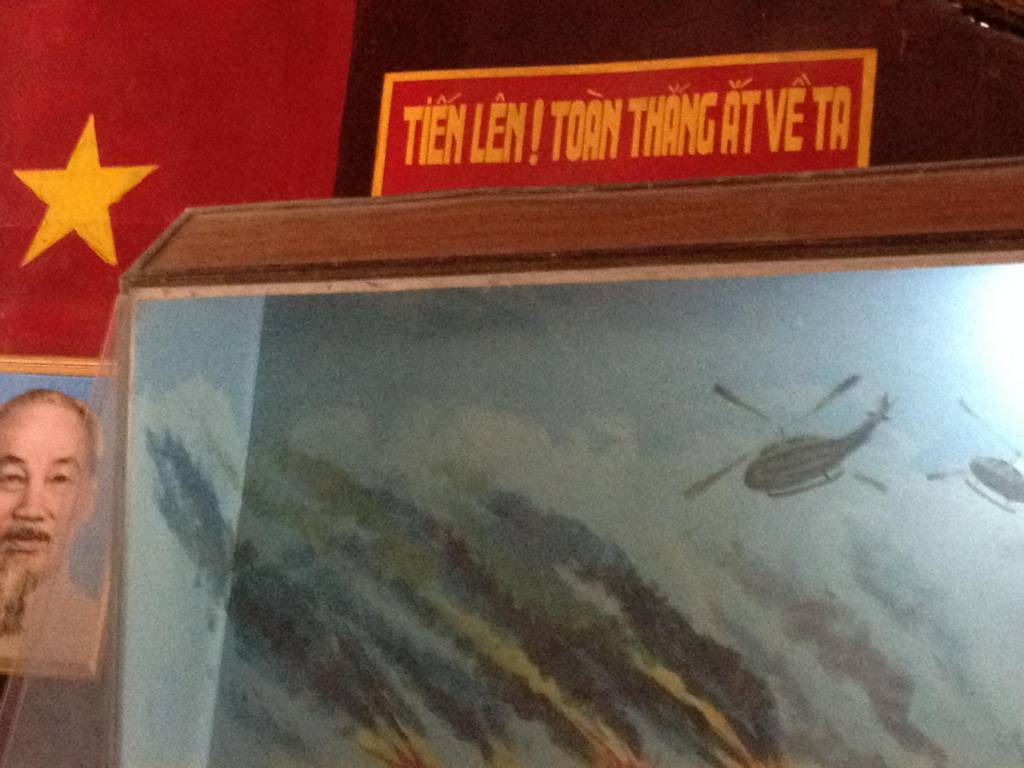 TIẾN LÊN! TOÀN THẮNG ẮT VỀ TA